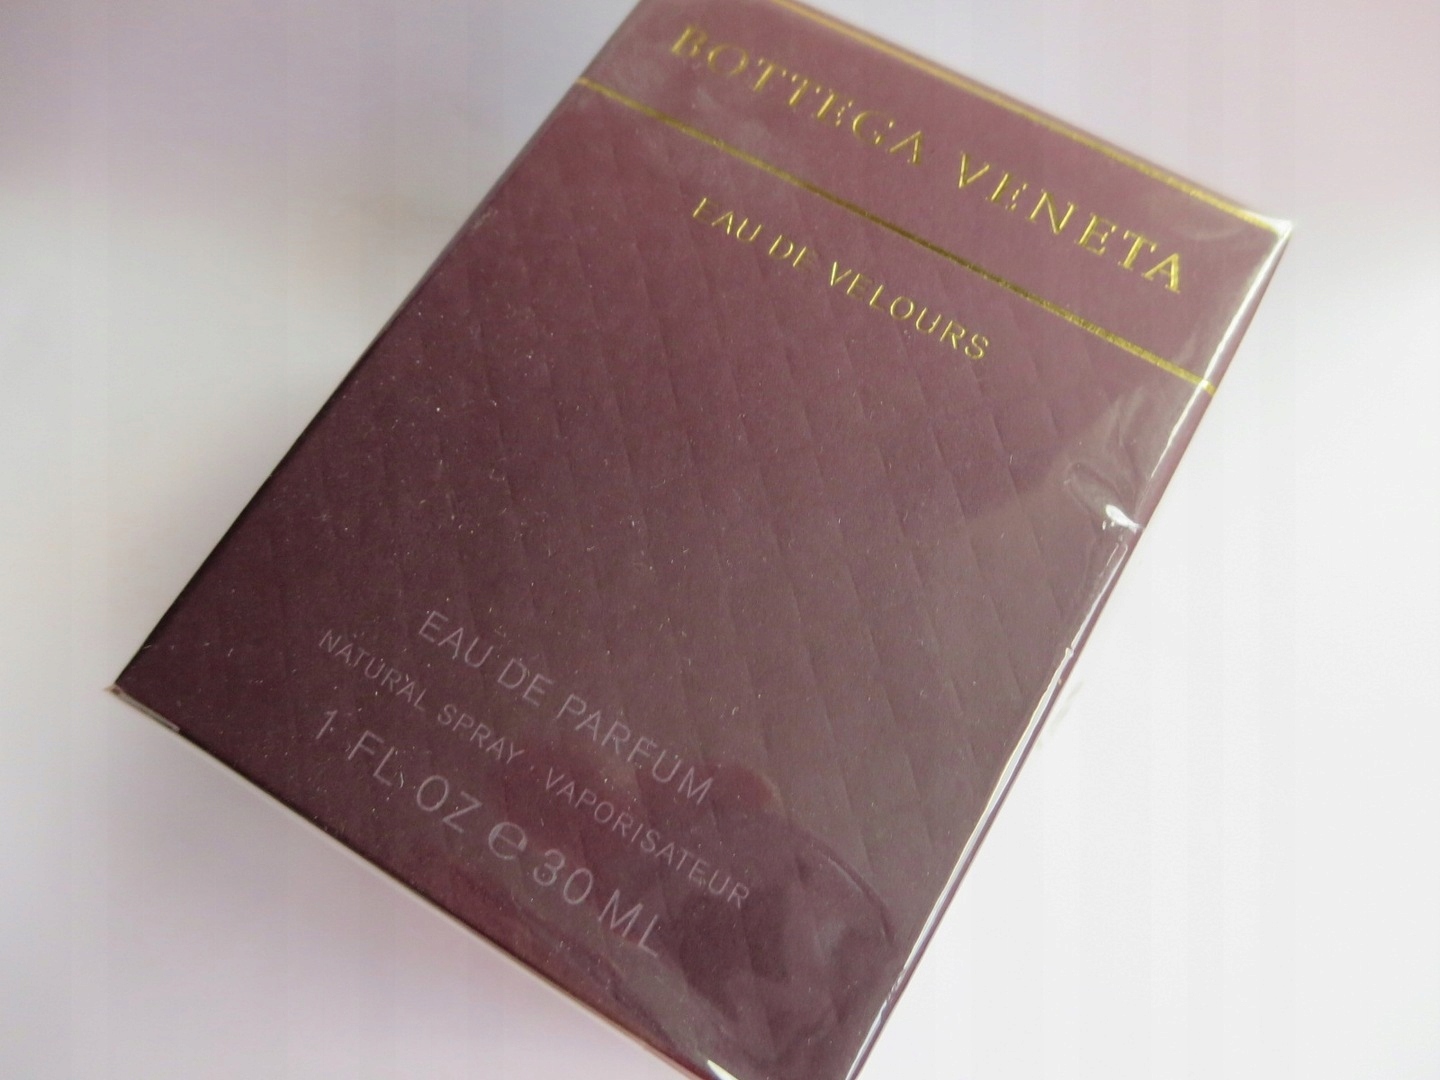 BOTTEGA VENETA
EAU DE VELOURS
EAU DE PARFUM
NATURAL SPRAY · VAPORISATEUR
1 FL OZ ℮ 30 ML